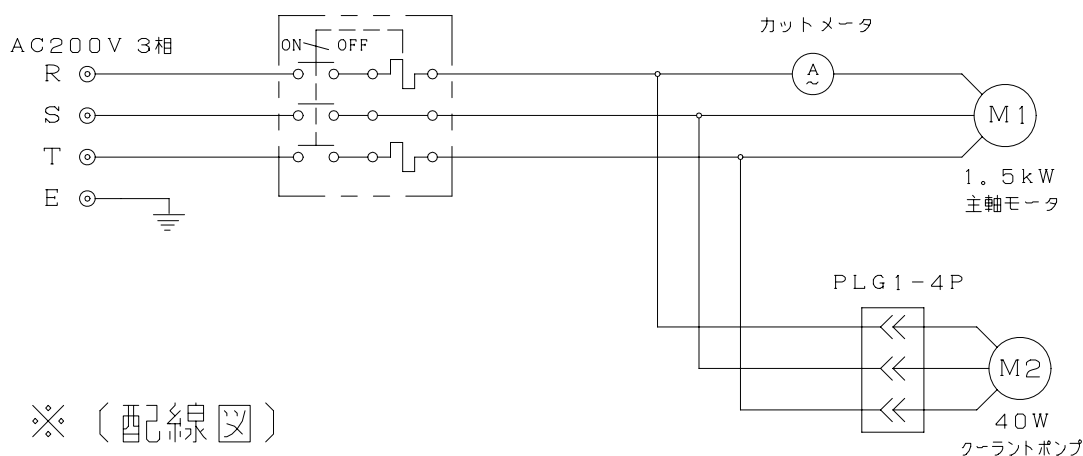 カットメータ
AC200V 3相
ON OFF
R
A
~
S
M1
T
E
1.5kW
主軸モータ
PLG1-4P
M2
※〔配線図〕
40W
クーラントポンプ